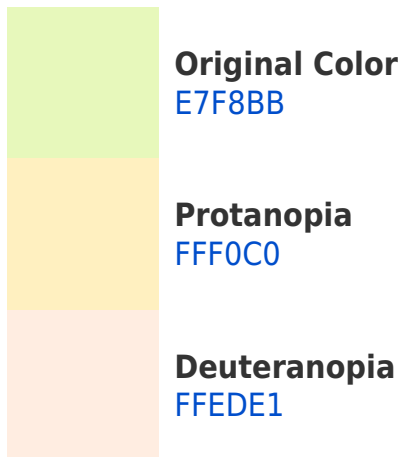 Original Color
E7F8BB
Protanopia
FFF0C0
Deuteranopia
FFEDE1